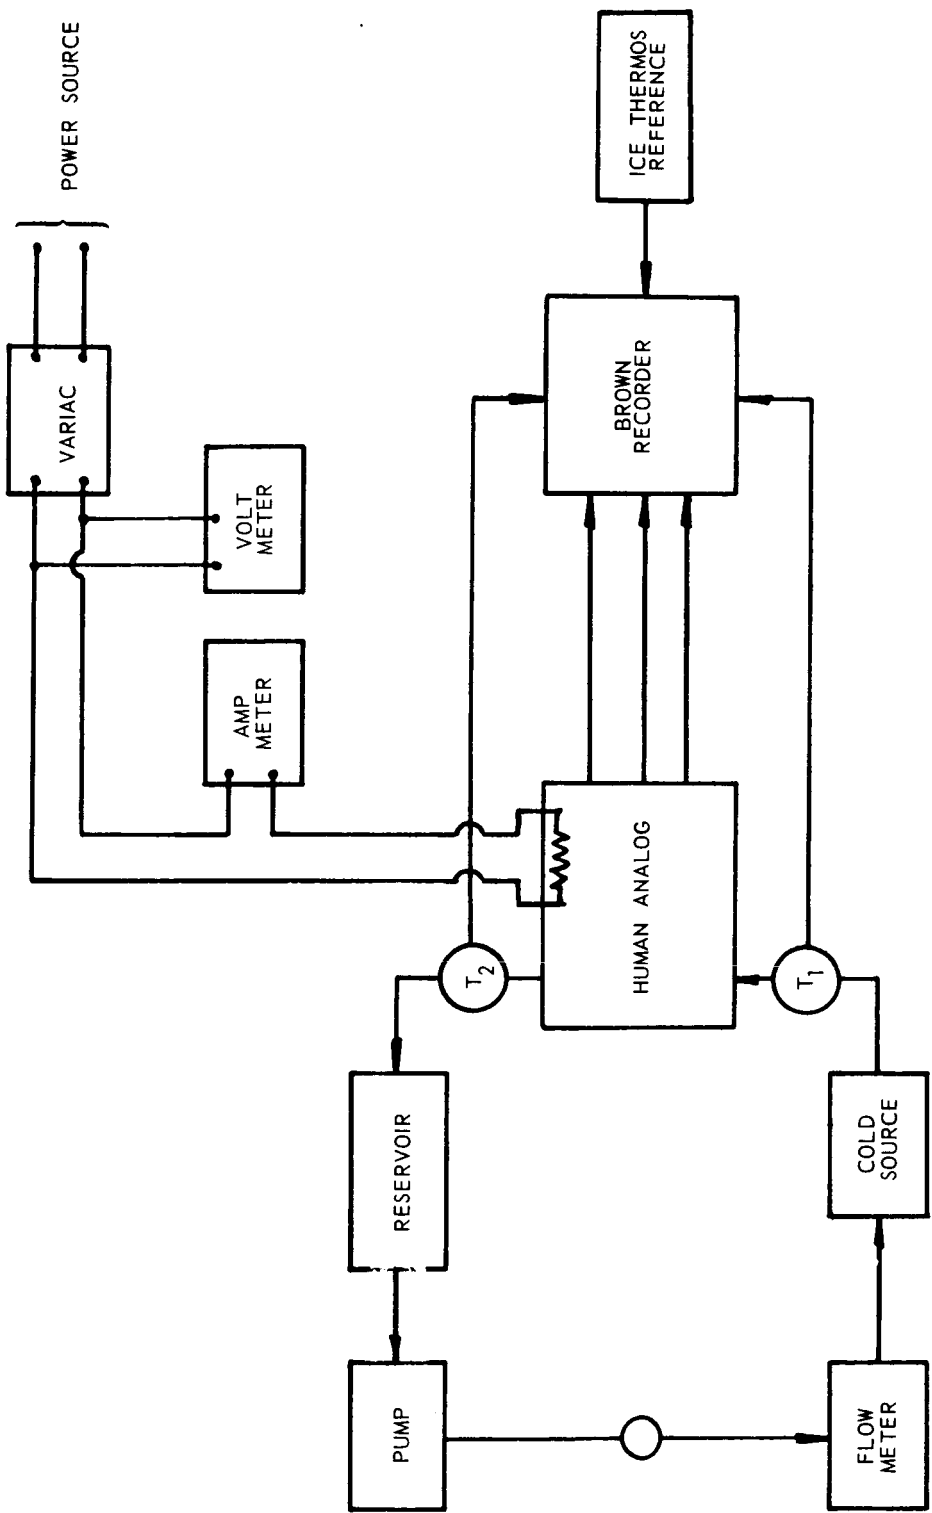 POWER SOURCE
VARIAC
VOLT
METER
AMP
METER
ICE THERMOS
REFERENCE
BROWN
RECORDER
HUMAN ANALOG
T2
T1
RESERVOIR
COLD
SOURCE
PUMP
FLOW
METER